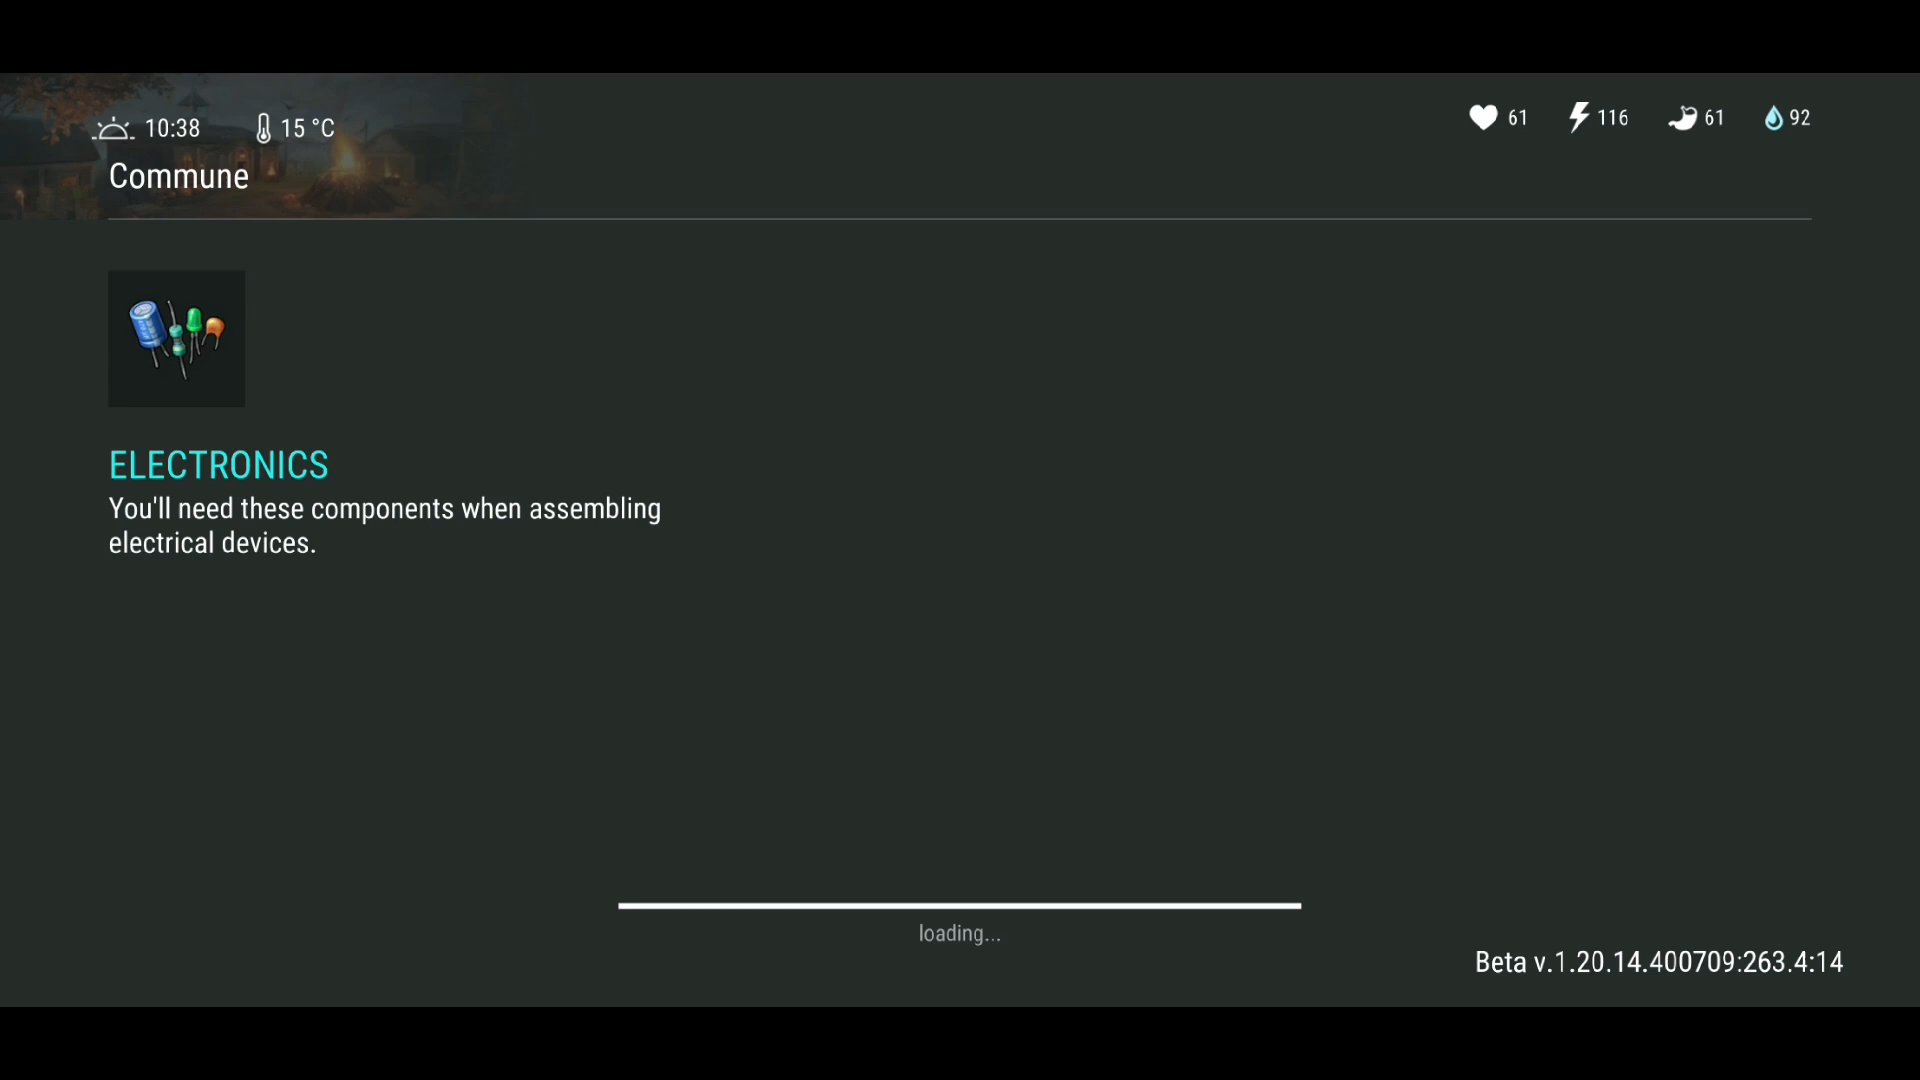 10:38
15 °C
61
116
61
92
Commune
ELECTRONICS
You'll need these components when assembling
electrical devices.
loading...
Beta v.1.20.14.400709:263.4:14